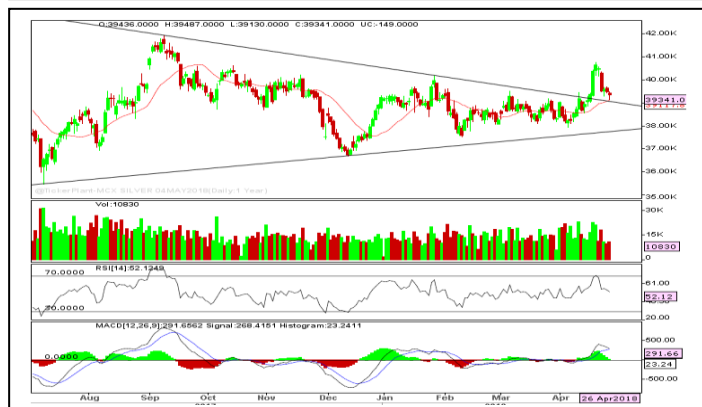 O:39436.0000 H:39487.0000 L:39130.0000 C:39341.0000 UC:-149.0000
42.00K
41.00K
40.00K
39341.0
38.00K
37.00K
36.00K
35.00K
@TickerPlant-MCX SILVER 04MAY2018(Daily:1 Year)
Vol:10830
30K
15K
10830
0
RSI[14]:52.1249
70.0000
61.00
52.12
30.0000
20.00
MACD[12,26,9]:291.6562 Signal:268.4151 Histogram:23.2411
500.00
291.66
0.0000
23.24
-500.00
Aug Sep Oct Nov Dec Jan Feb Mar Apr 26 Apr2018